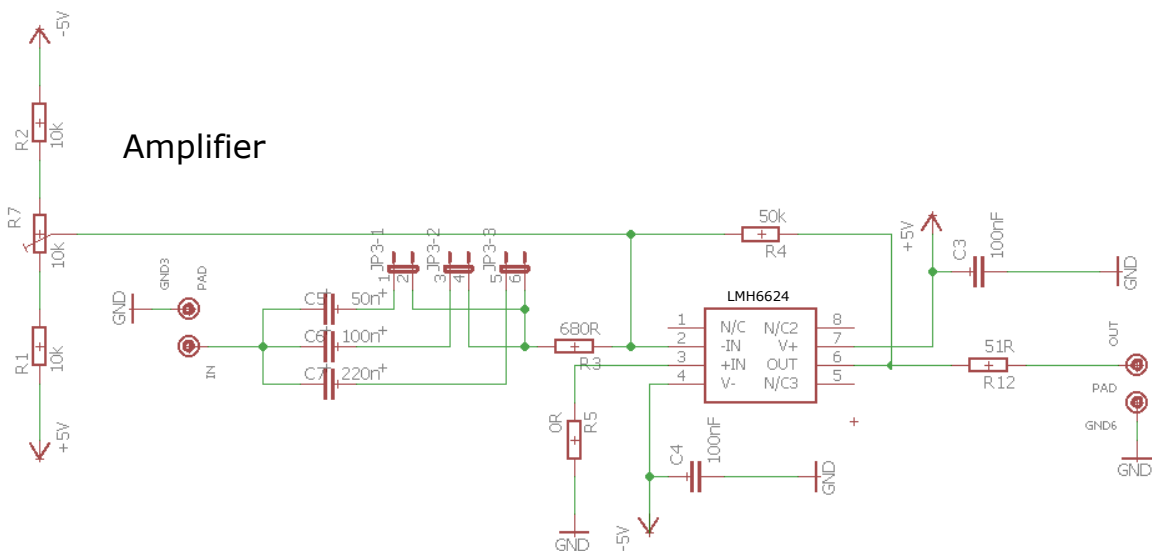 -5V
R2
10k
Amplifier
R7
10k
GND3
PAD
GND
IN
R1
10k
+5V
C5
50n
C6
100n
C7
220n
JP3-1
JP3-2
JP3-3
1
2
3
4
5
6
680R
R3
0R
R5
GND
50k
R4
LMH6624
1
N/C
N/C2
8
2
-IN
V+
7
3
+IN
OUT
6
4
V-
N/C3
5
C4
100nF
GND
-5V
+5V
C3
100nF
GND
51R
R12
OUT
PAD
GND6
GND